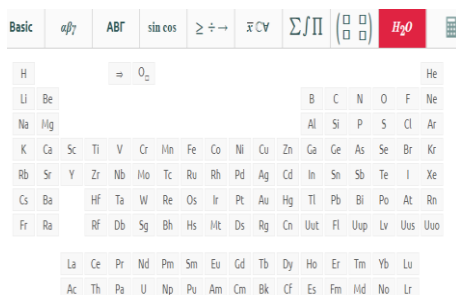 Basic αβγ ΑΒΓ sin cos ≥ ÷ → x̅ ℂ∀ ∑∫∏ (▯▯ ▯▯) H₂O
H ⇒ O▫ He
Li Be B C N O F Ne
Na Mg Al Si P S Cl Ar
K Ca Sc Ti V Cr Mn Fe Co Ni Cu Zn Ga Ge As Se Br Kr
Rb Sr Y Zr Nb Mo Tc Ru Rh Pd Ag Cd In Sn Sb Te I Xe
Cs Ba Hf Ta W Re Os Ir Pt Au Hg Tl Pb Bi Po At Rn
Fr Ra Rf Db Sg Bh Hs Mt Ds Rg Cn Uut Fl Uup Lv Uus Uuo
La Ce Pr Nd Pm Sm Eu Gd Tb Dy Ho Er Tm Yb Lu
Ac Th Pa U Np Pu Am Cm Bk Cf Es Fm Md No Lr